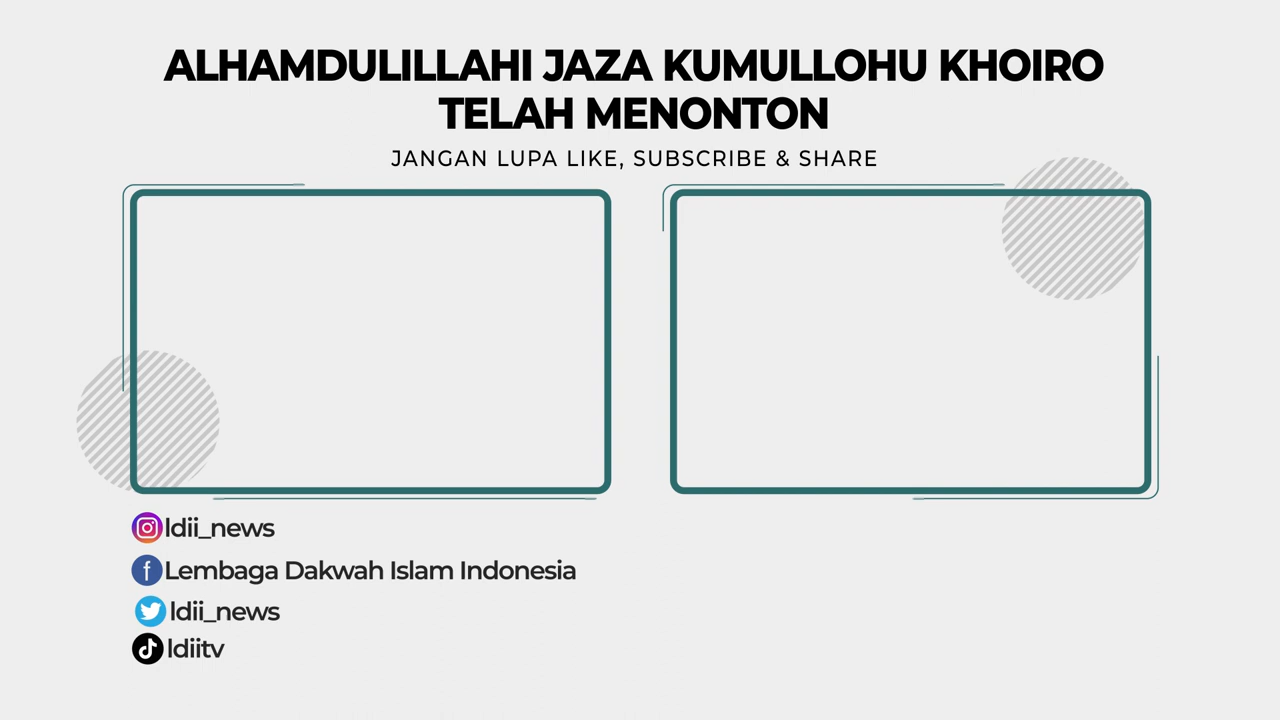 ALHAMDULILLAHI JAZA KUMULLOHU KHOIRO
TELAH MENONTON
JANGAN LUPA LIKE, SUBSCRIBE & SHARE
ldii_news
Lembaga Dakwah Islam Indonesia
ldii_news
ldiitv